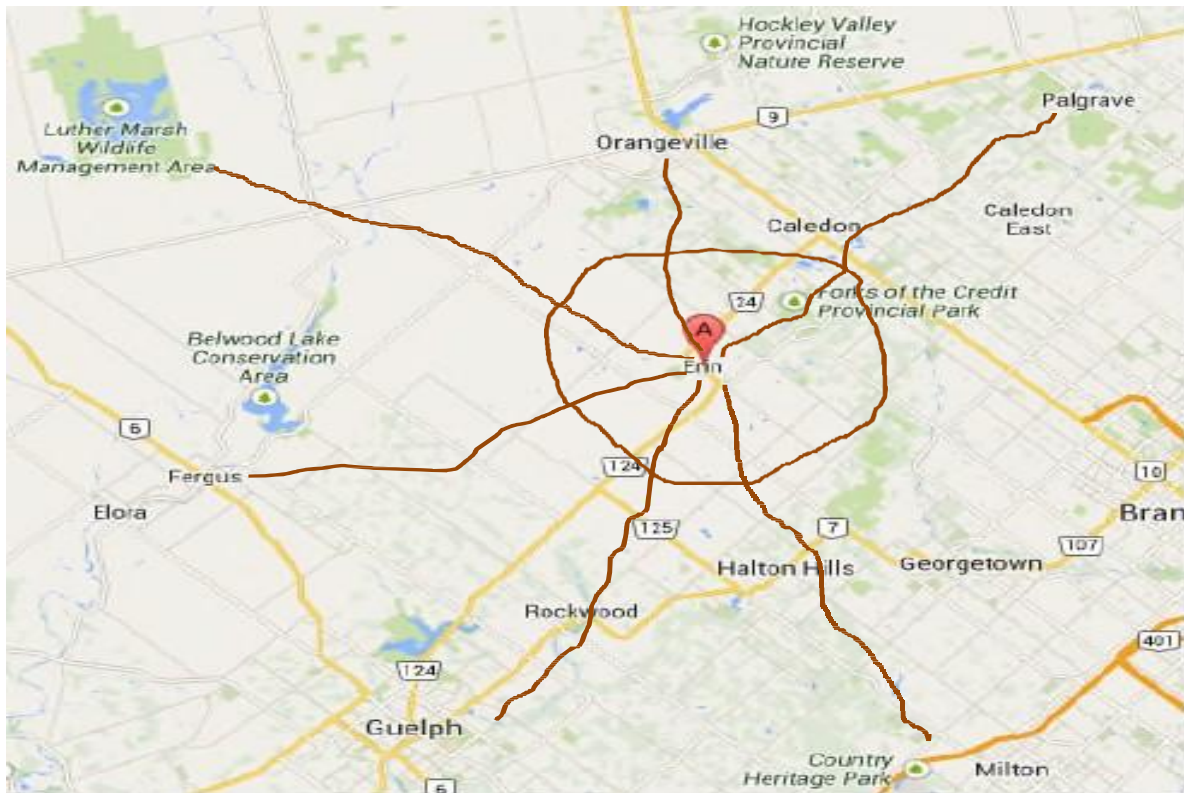 Hockley Valley
Provincial
Nature Reserve
Palgrave
9
Luther Marsh
Wildlife
Management Area
Orangeville
Caledon
Caledon
East
24
Forks of the Credit
Provincial Park
A
Erin
Belwood Lake
Conservation
Area
6
124
10
Fergus
Elora
125
7
Bran
107
Halton Hills
Georgetown
Rockwood
401
124
Guelph
Country
Heritage Park
Milton
6